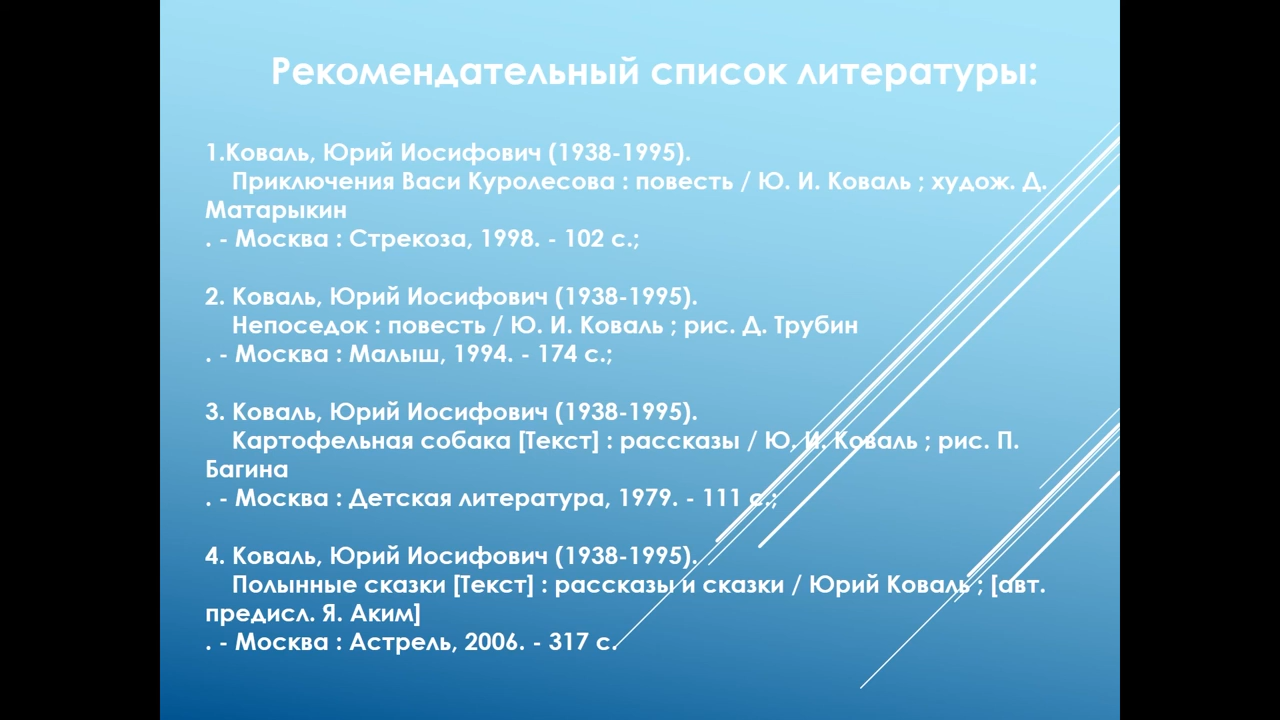 Рекомендательный список литературы:
1.Коваль, Юрий Иосифович (1938-1995).
Приключения Васи Куролесова : повесть / Ю. И. Коваль ; худож. Д.
Матарыкин
. - Москва : Стрекоза, 1998. - 102 с.;
2. Коваль, Юрий Иосифович (1938-1995).
Непоседок : повесть / Ю. И. Коваль ; рис. Д. Трубин
. - Москва : Малыш, 1994. - 174 с.;
3. Коваль, Юрий Иосифович (1938-1995).
Картофельная собака [Текст] : рассказы / Ю. И. Коваль ; рис. П.
Багина
. - Москва : Детская литература, 1979. - 111 с.;
4. Коваль, Юрий Иосифович (1938-1995).
Полынные сказки [Текст] : рассказы и сказки / Юрий Коваль ; [авт.
предисл. Я. Аким]
. - Москва : Астрель, 2006. - 317 с.